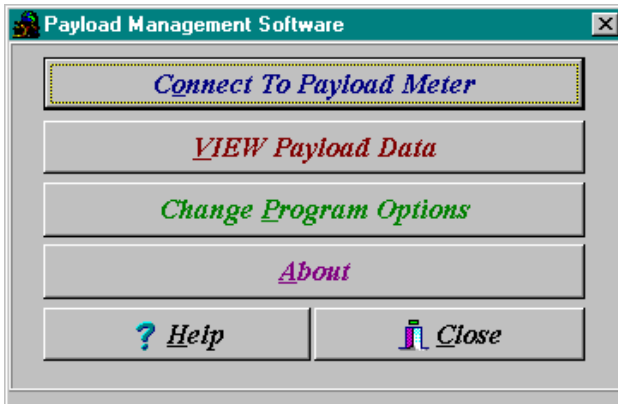 Payload Management Software
Connect To Payload Meter
VIEW Payload Data
Change Program Options
About
? Help
Close